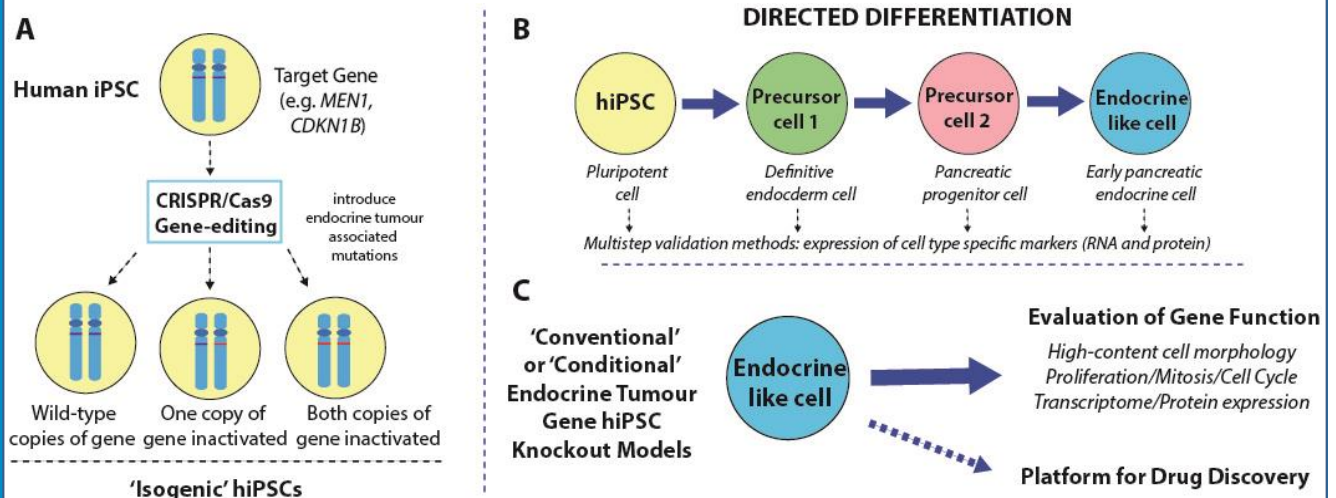 A
Human iPSC
Target Gene
(e.g. MEN1,
CDKN1B)
CRISPR/Cas9
Gene-editing
introduce
endocrine tumour
associated
mutations
Wild-type
copies of gene
One copy of
gene inactivated
Both copies of
gene inactivated
'Isogenic' hiPSCs
B
DIRECTED DIFFERENTIATION
hiPSC
Precursor
cell 1
Precursor
cell 2
Endocrine
like cell
Pluripotent
cell
Definitive
endocderm cell
Pancreatic
progenitor cell
Early pancreatic
endocrine cell
Multistep validation methods: expression of cell type specific markers (RNA and protein)
C
'Conventional'
or 'Conditional'
Endocrine Tumour
Gene hiPSC
Knockout Models
Endocrine
like cell
Evaluation of Gene Function
High-content cell morphology
Proliferation/Mitosis/Cell Cycle
Transcriptome/Protein expression
Platform for Drug Discovery